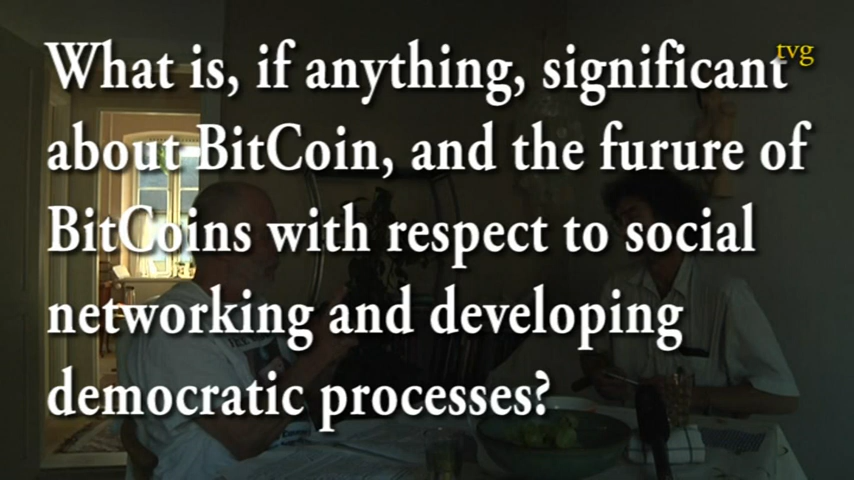 What is, if anything, significant
tvg
about BitCoin, and the furure of
BitCoins with respect to social
networking and developing
democratic processes?